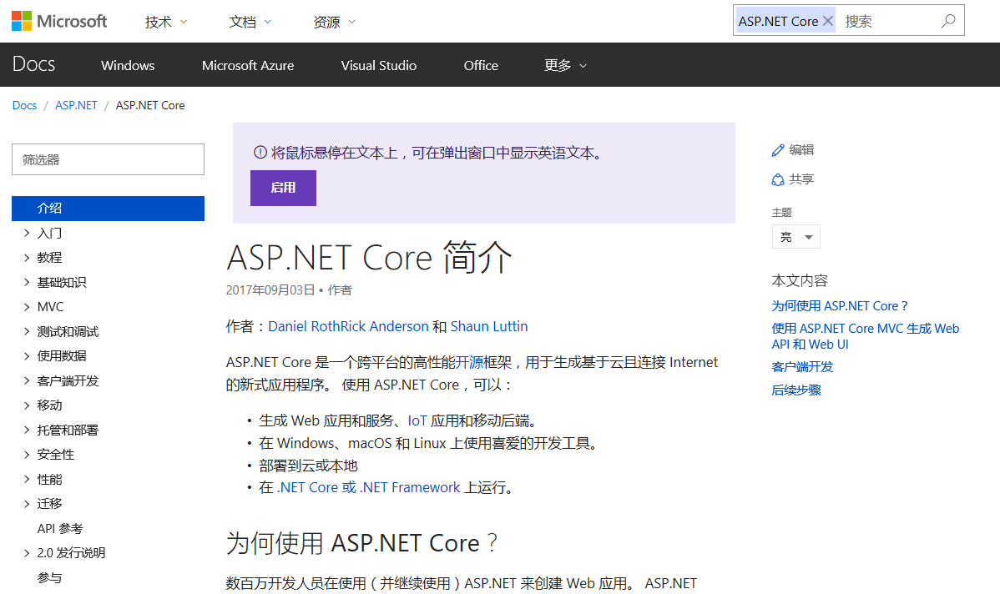 Microsoft 技术 文档 资源 ASP.NET Core 搜索
Docs Windows Microsoft Azure Visual Studio Office 更多
Docs / ASP.NET / ASP.NET Core
筛选器
介绍
入门
教程
基础知识
MVC
测试和调试
使用数据
客户端开发
移动
托管和部署
安全性
性能
迁移
API 参考
2.0 发行说明
参与
将鼠标悬停在文本上，可在弹出窗口中显示英语文本。
启用
ASP.NET Core 简介
2017年09月03日 • 作者
作者：Daniel RothRick Anderson 和 Shaun Luttin
ASP.NET Core 是一个跨平台的高性能开源框架，用于生成基于云且连接 Internet
的新式应用程序。 使用 ASP.NET Core，可以：
• 生成 Web 应用和服务、IoT 应用和移动后端。
• 在 Windows、macOS 和 Linux 上使用喜爱的开发工具。
• 部署到云或本地
• 在 .NET Core 或 .NET Framework 上运行。
为何使用 ASP.NET Core？
数百万开发人员在使用（并继续使用）ASP.NET 来创建 Web 应用。 ASP.NET
编辑
共享
主题
亮
本文内容
为何使用 ASP.NET Core？
使用 ASP.NET Core MVC 生成 Web
API 和 Web UI
客户端开发
后续步骤